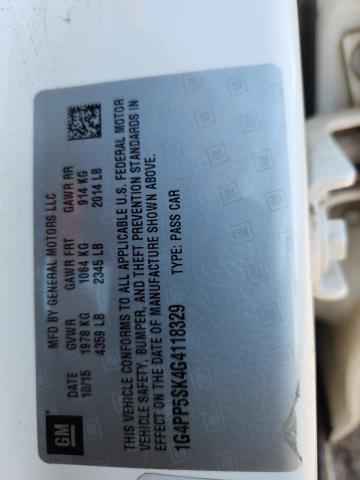 GM
MFD BY GENERAL MOTORS LLC
DATE GVWR GAWR FRT GAWR RR
10/15 1978 KG 1064 KG 914 KG
4359 LB 2345 LB 2014 LB
THIS VEHICLE CONFORMS TO ALL APPLICABLE U.S. FEDERAL MOTOR
VEHICLE SAFETY, BUMPER, AND THEFT PREVENTION STANDARDS IN
EFFECT ON THE DATE OF MANUFACTURE SHOWN ABOVE.
1G4PP5SK4G4118329 TYPE: PASS CAR